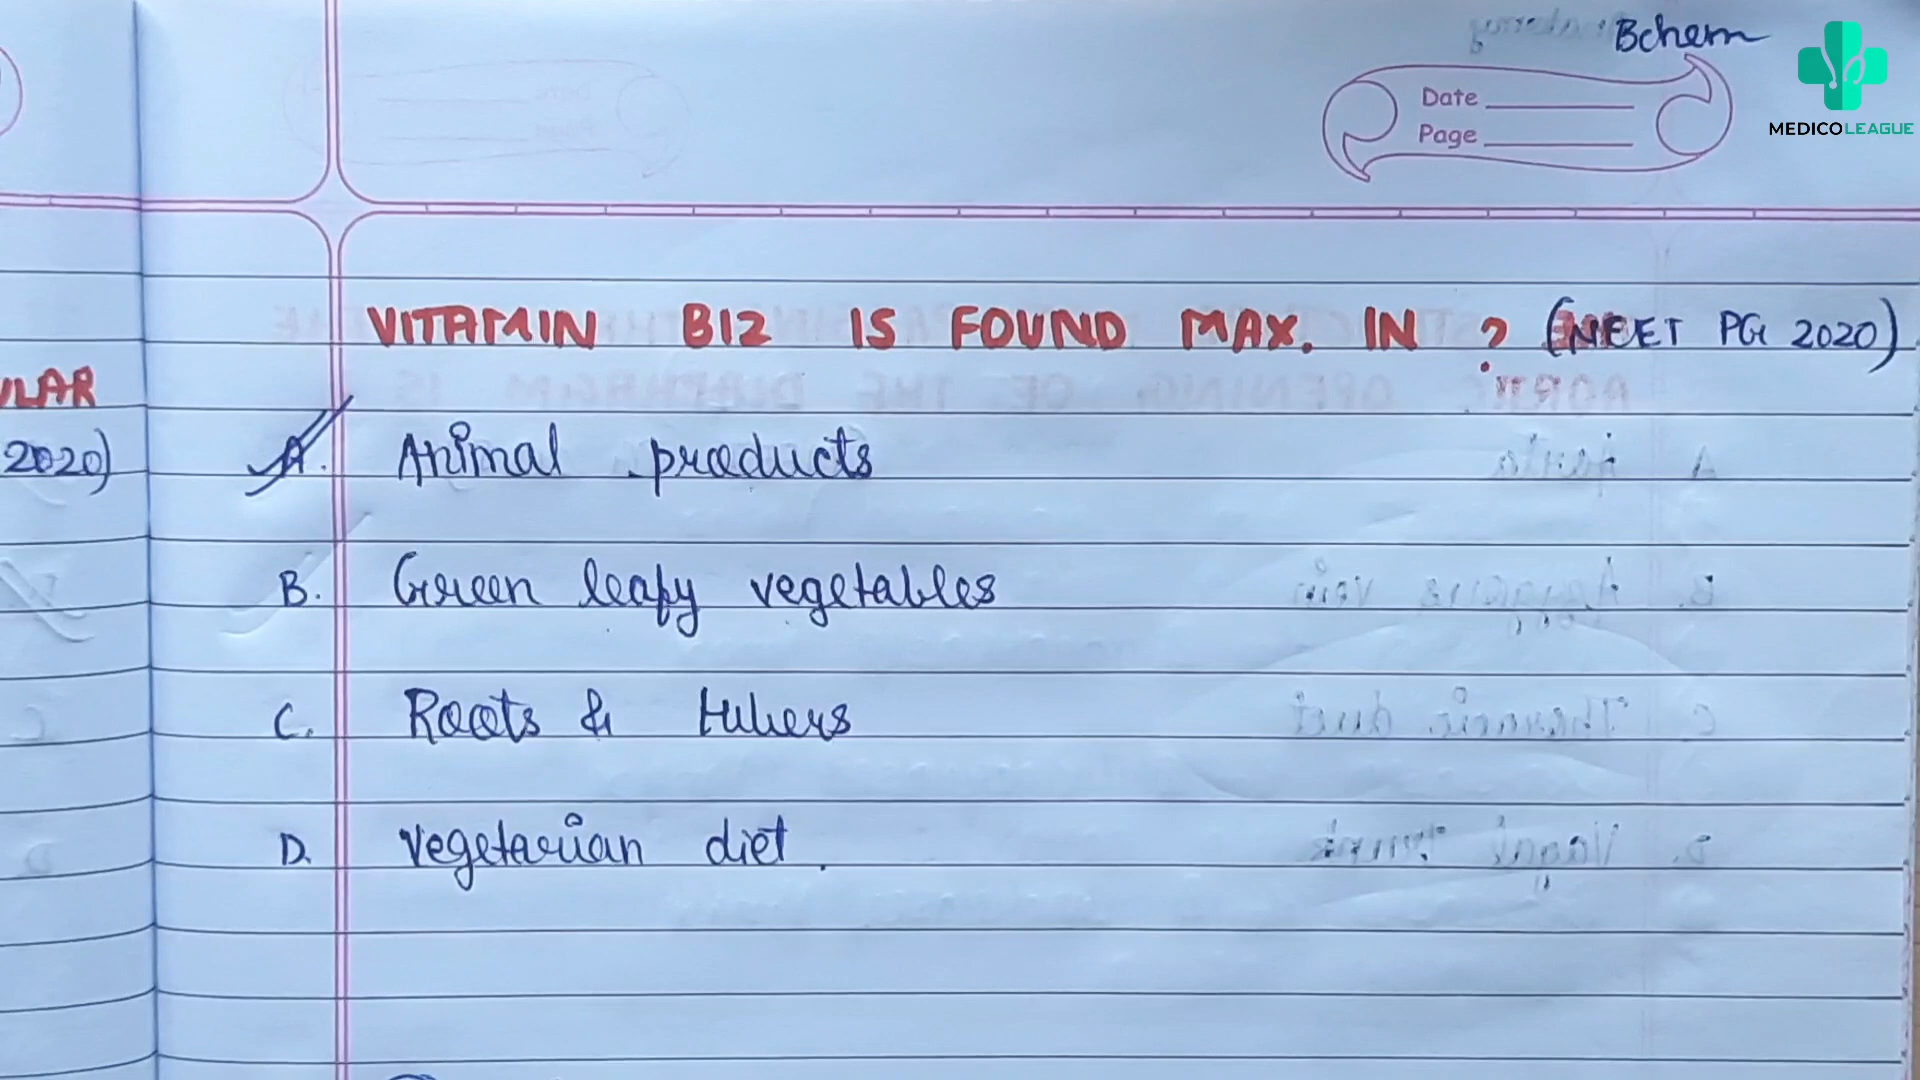 Bchem
MEDICOLEAGUE
Date
Page
VITAMIN B12 IS FOUND MAX. IN ? (NEET PG 2020)
ULAR
2020)
A. Animal products
B. Green leafy vegetables
C. Roots & tubers
D. Vegetarian diet.